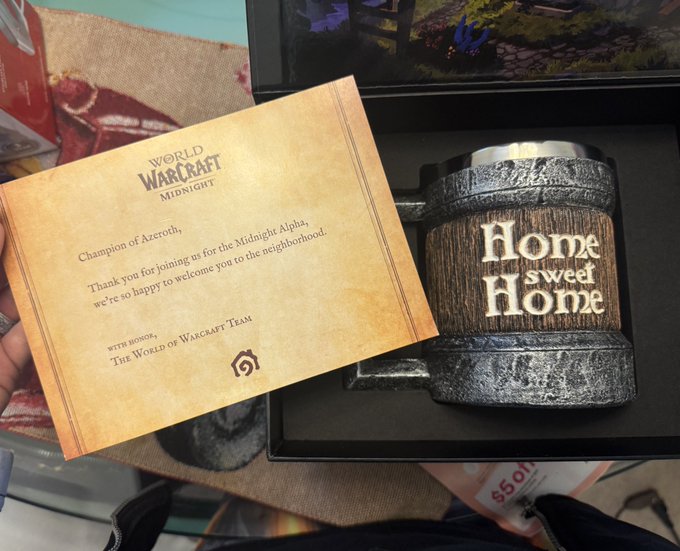 WORLD
WARCRAFT
MIDNIGHT
Champion of Azeroth,
Thank you for joining us for the Midnight Alpha,
we're so happy to welcome you to the neighborhood.
WITH HONOR,
THE WORLD OF WARCRAFT TEAM
Home
sweet
Home
$5 off